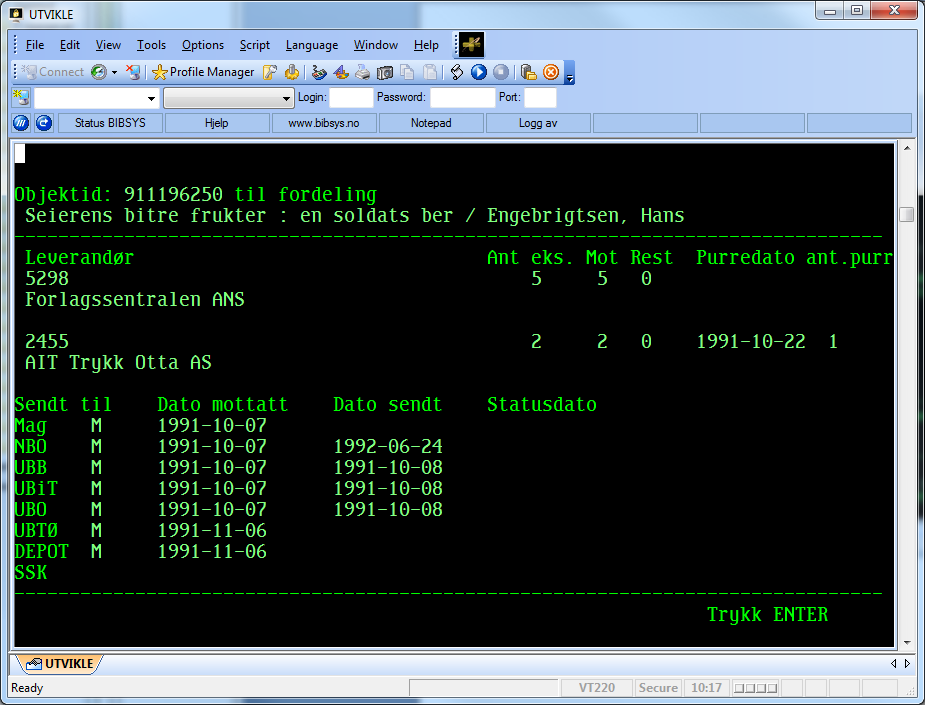 UTVIKLE
File Edit View Tools Options Script Language Window Help
Connect Profile Manager
Login: Password: Port:
Status BIBSYS Hjelp www.bibsys.no Notepad Logg av
Objektid: 911196250 til fordeling
Seierens bitre frukter : en soldats ber / Engebrigtsen, Hans
Leverandør Ant eks. Mot Rest Purredato ant.purr
5298 5 5 0
Forlagssentralen ANS
2455 2 2 0 1991-10-22 1
AIT Trykk Otta AS
Sendt til Dato mottatt Dato sendt Statusdato
Mag M 1991-10-07
NBO M 1991-10-07 1992-06-24
UBB M 1991-10-07 1991-10-08
UBiT M 1991-10-07 1991-10-08
UBO M 1991-10-07 1991-10-08
UBTØ M 1991-11-06
DEPOT M 1991-11-06
SSK
Trykk ENTER
UTVIKLE
Ready VT220 Secure 10:17